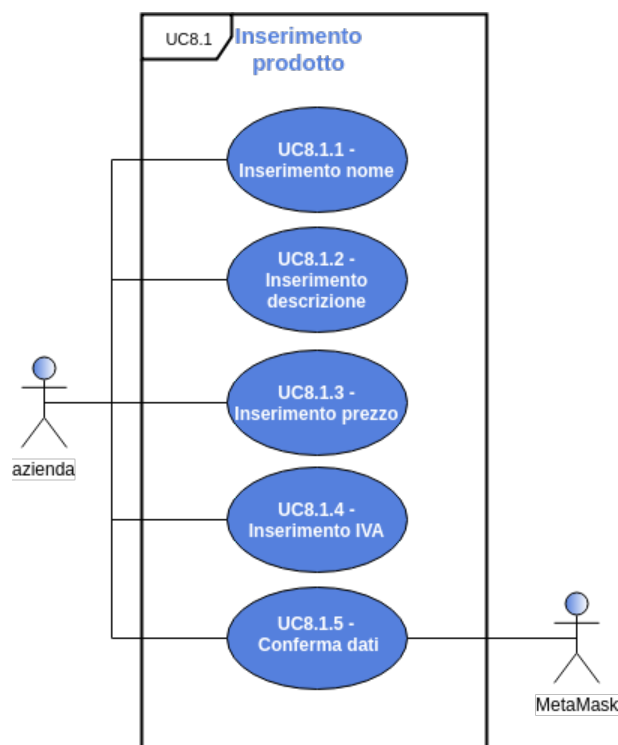 UC8.1
Inserimento
prodotto
UC8.1.1 -
Inserimento nome
UC8.1.2 -
Inserimento
descrizione
UC8.1.3 -
Inserimento prezzo
azienda
UC8.1.4 -
Inserimento IVA
UC8.1.5 -
Conferma dati
MetaMask